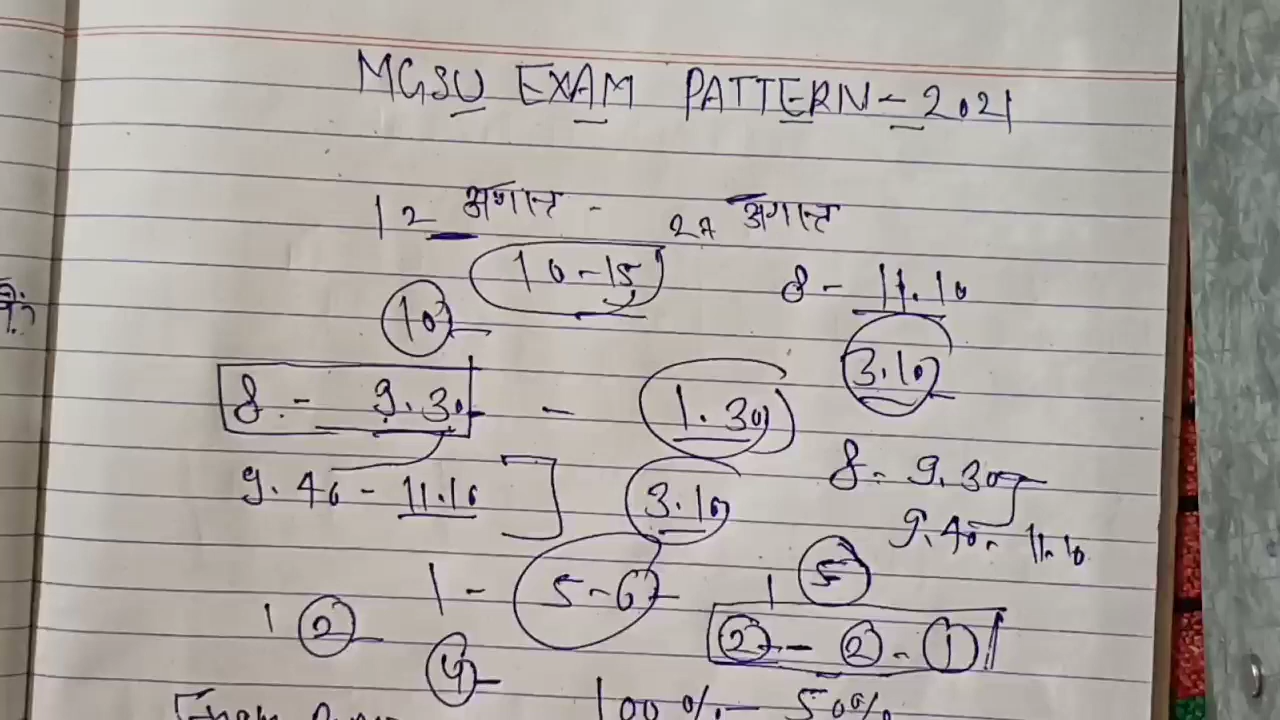 MGSU EXAM PATTERN - 2021
12 अगस्त - 27 अगस्त
10-15
8 - 11.10
10
3.10
8 - 9.30 - 1.30
8 - 9.30
9.40 - 11.10
3.10
9.40 - 11.10
1 - 5-6
1 5
1 2
2 - 2 - 1
4
100% - 50%